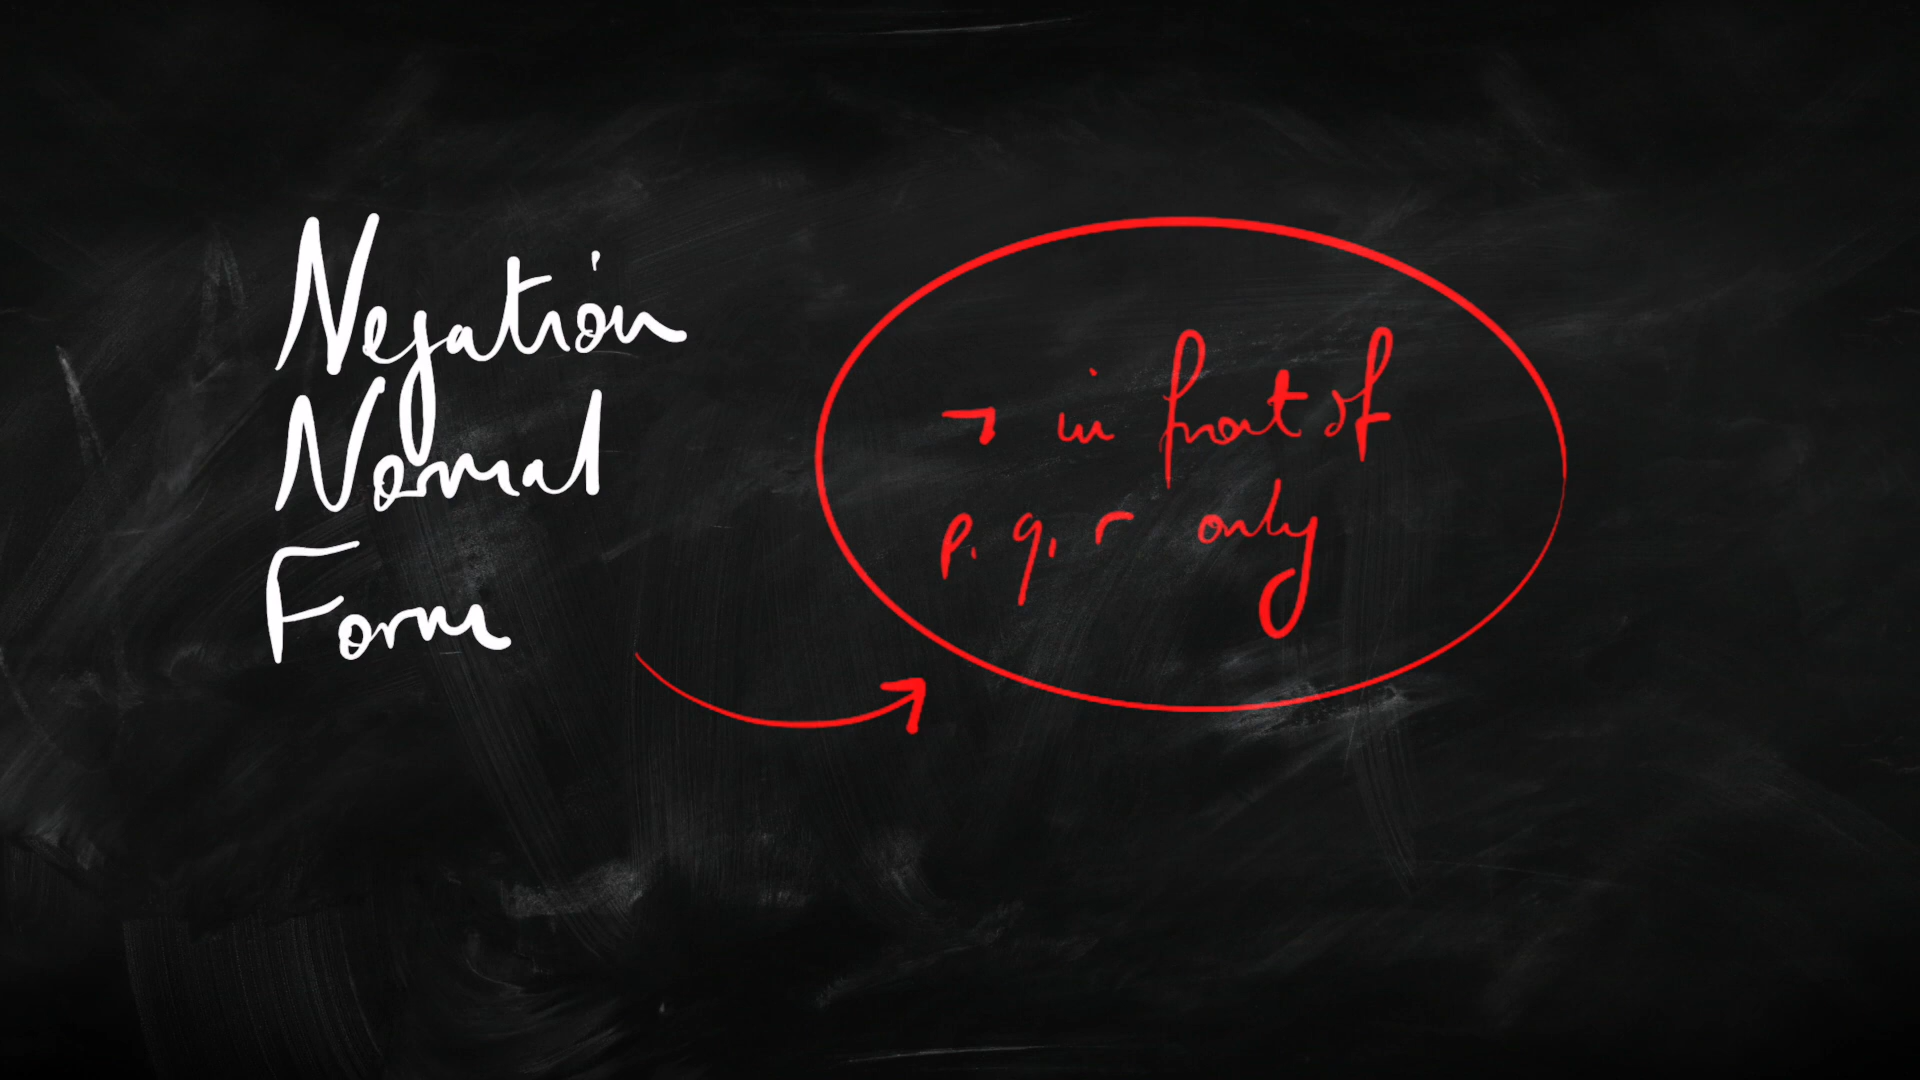 Negation
Normal
Form
¬ in front of
p, q, r only